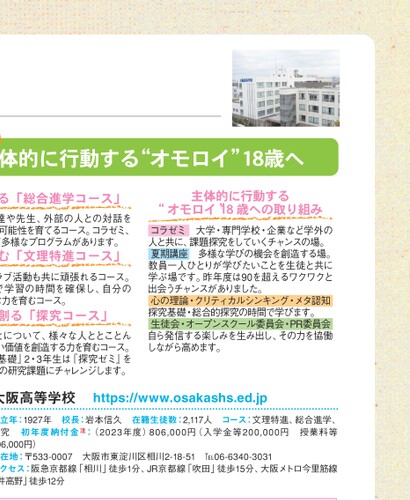 体的に行動する“オモロイ”18歳へ
る「総合進学コース」
達や先生、外部の人との対話を
可能性を育てるコース。コラゼミ、
多様なプログラムがあります。
む「文理特進コース」
ラブ活動も共に頑張れるコース。
で学習の時間を確保し、自分の
む力を育むコース。
創る「探究コース」
とについて、様々な人ととことん
い価値を創造する力を育むコース。
基礎」2・3年生は「探究ゼミ」を
の研究課題にチャレンジします。
主体的に行動する
“オモロイ”18歳への取り組み
コラゼミ 大学・専門学校・企業など学外の
人と共に、課題探究をしていくチャンスの場。
夏期講座 多様な学びの機会を創造する場。
教員一人ひとりが学びたいことを生徒と共に
学ぶ場です。昨年度は90を超えるワクワクと
出会うチャンスがありました。
心の理論・クリティカルシンキング・メタ認知
探究基礎・総合的探究の時間で学びます。
生徒会・オープンスクール委員会・PR委員会
自ら発信する楽しみを生み出し、その力を協働
しながら高めます。
大阪高等学校 https://www.osakashs.ed.jp
立年：1927年 校長：岩本信久 在籍生徒数：2,117人 コース：文理特進、総合進学、
究 初年度納付金注：（2023年度）806,000円（入学金等200,000円 授業料等
06,000円）
在地：〒533-0007 大阪市東淀川区相川2-18-51 ℡06-6340-3031
クセス：阪急京都線「相川」徒歩1分、JR京都線「吹田」徒歩15分、大阪メトロ今里筋線
井高野」徒歩12分